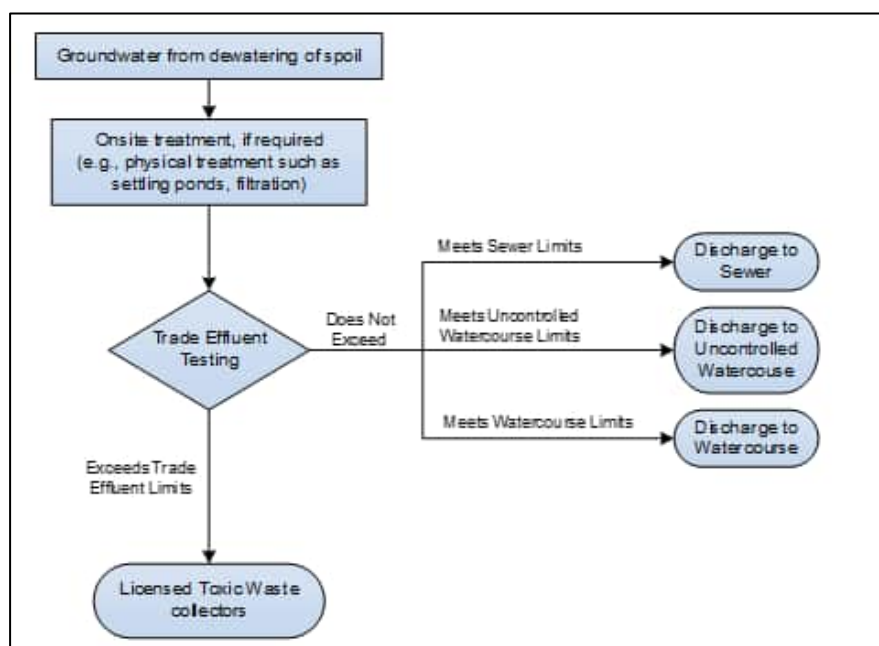 Groundwater from dewatering of spoil
Onsite treatment, if required
(e.g., physical treatment such as
settling ponds, filtration)
Trade Effluent
Testing
Does Not
Exceed
Meets Sewer Limits
Discharge to
Sewer
Meets Uncontrolled
Watercourse Limits
Discharge to
Uncontrolled
Watercouse
Meets Watercourse Limits
Discharge to
Watercourse
Exceeds Trade
Effluent Limits
Licensed Toxic Waste
collectors